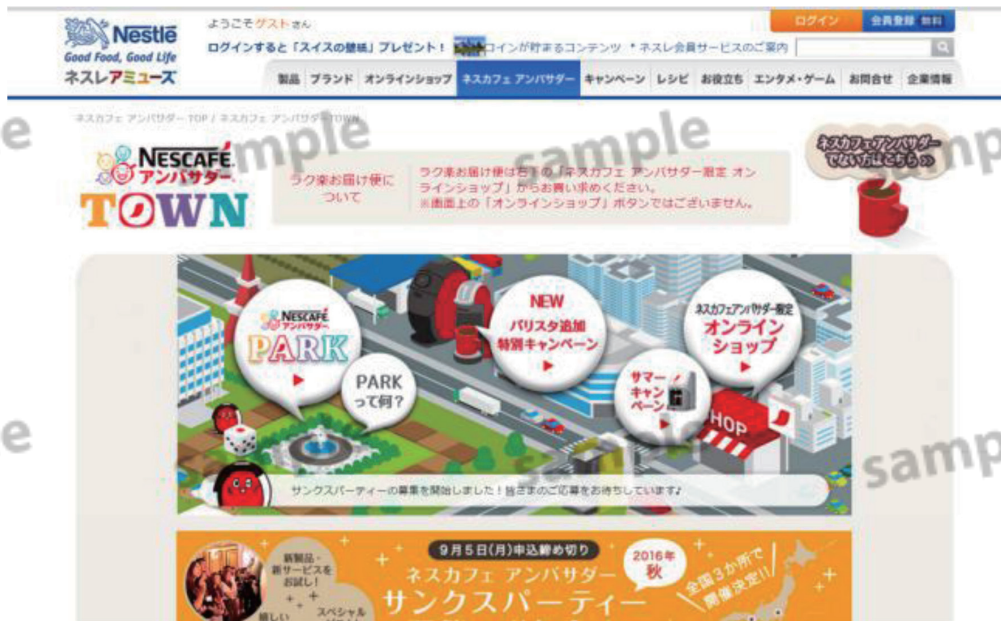 Nestlé
Good Food, Good Life
ネスレアミューズ
ようこそゲストさん
ログイン
会員登録 無料
ログインすると「スイスの壁紙」プレゼント!
コインが貯まるコンテンツ
ネスレ会員サービスのご案内
製品 ブランド オンラインショップ ネスカフェ アンバサダー キャンペーン レシピ お役立ち エンタメ・ゲーム お問合せ 企業情報
ネスカフェ アンバサダー TOP / ネスカフェ アンバサダーTOWN
NESCAFÉ
アンバサダー
TOWN
ラク楽お届け便に
ついて
ラク楽お届け便は右下の「ネスカフェ アンバサダー限定 オン
ラインショップ」からお買い求めください。
※画面上の「オンラインショップ」ボタンではございません。
ネスカフェアンバサダー
でない方はこちら
NESCAFÉ
アンバサダー
PARK
PARK
って何?
NEW
バリスタ追加
特別キャンペーン
ネスカフェアンバサダー限定
オンライン
ショップ
サマー
キャン
ペーン
SHOP
サンクスパーティーの募集を開始しました!皆さまのご応募をお待ちしています♪
9月5日(月)申込締め切り
ネスカフェ アンバサダー
サンクスパーティー
2016年
秋
全国3か所で
開催決定!!
新製品・
新サービスを
お試し!
嬉しい
スペシャル
sample
sample
sample
sample